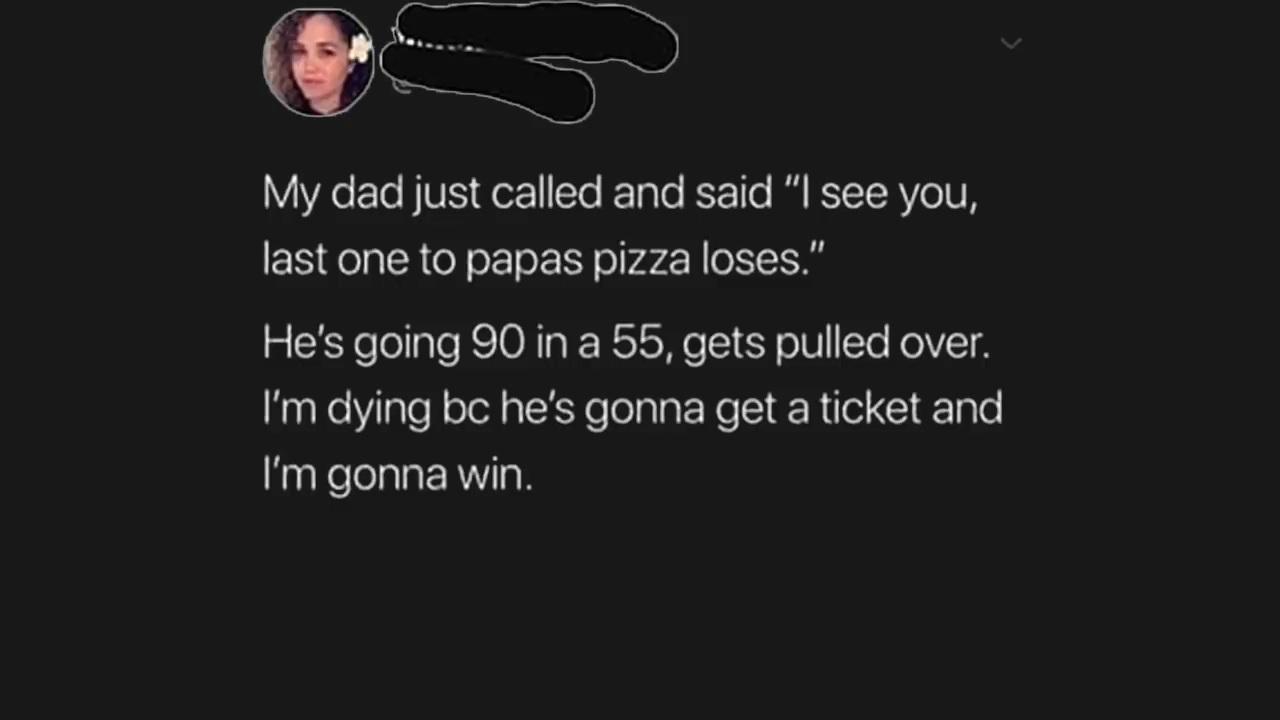 My dad just called and said “I see you,
last one to papas pizza loses.”
He’s going 90 in a 55, gets pulled over.
I’m dying bc he’s gonna get a ticket and
I’m gonna win.